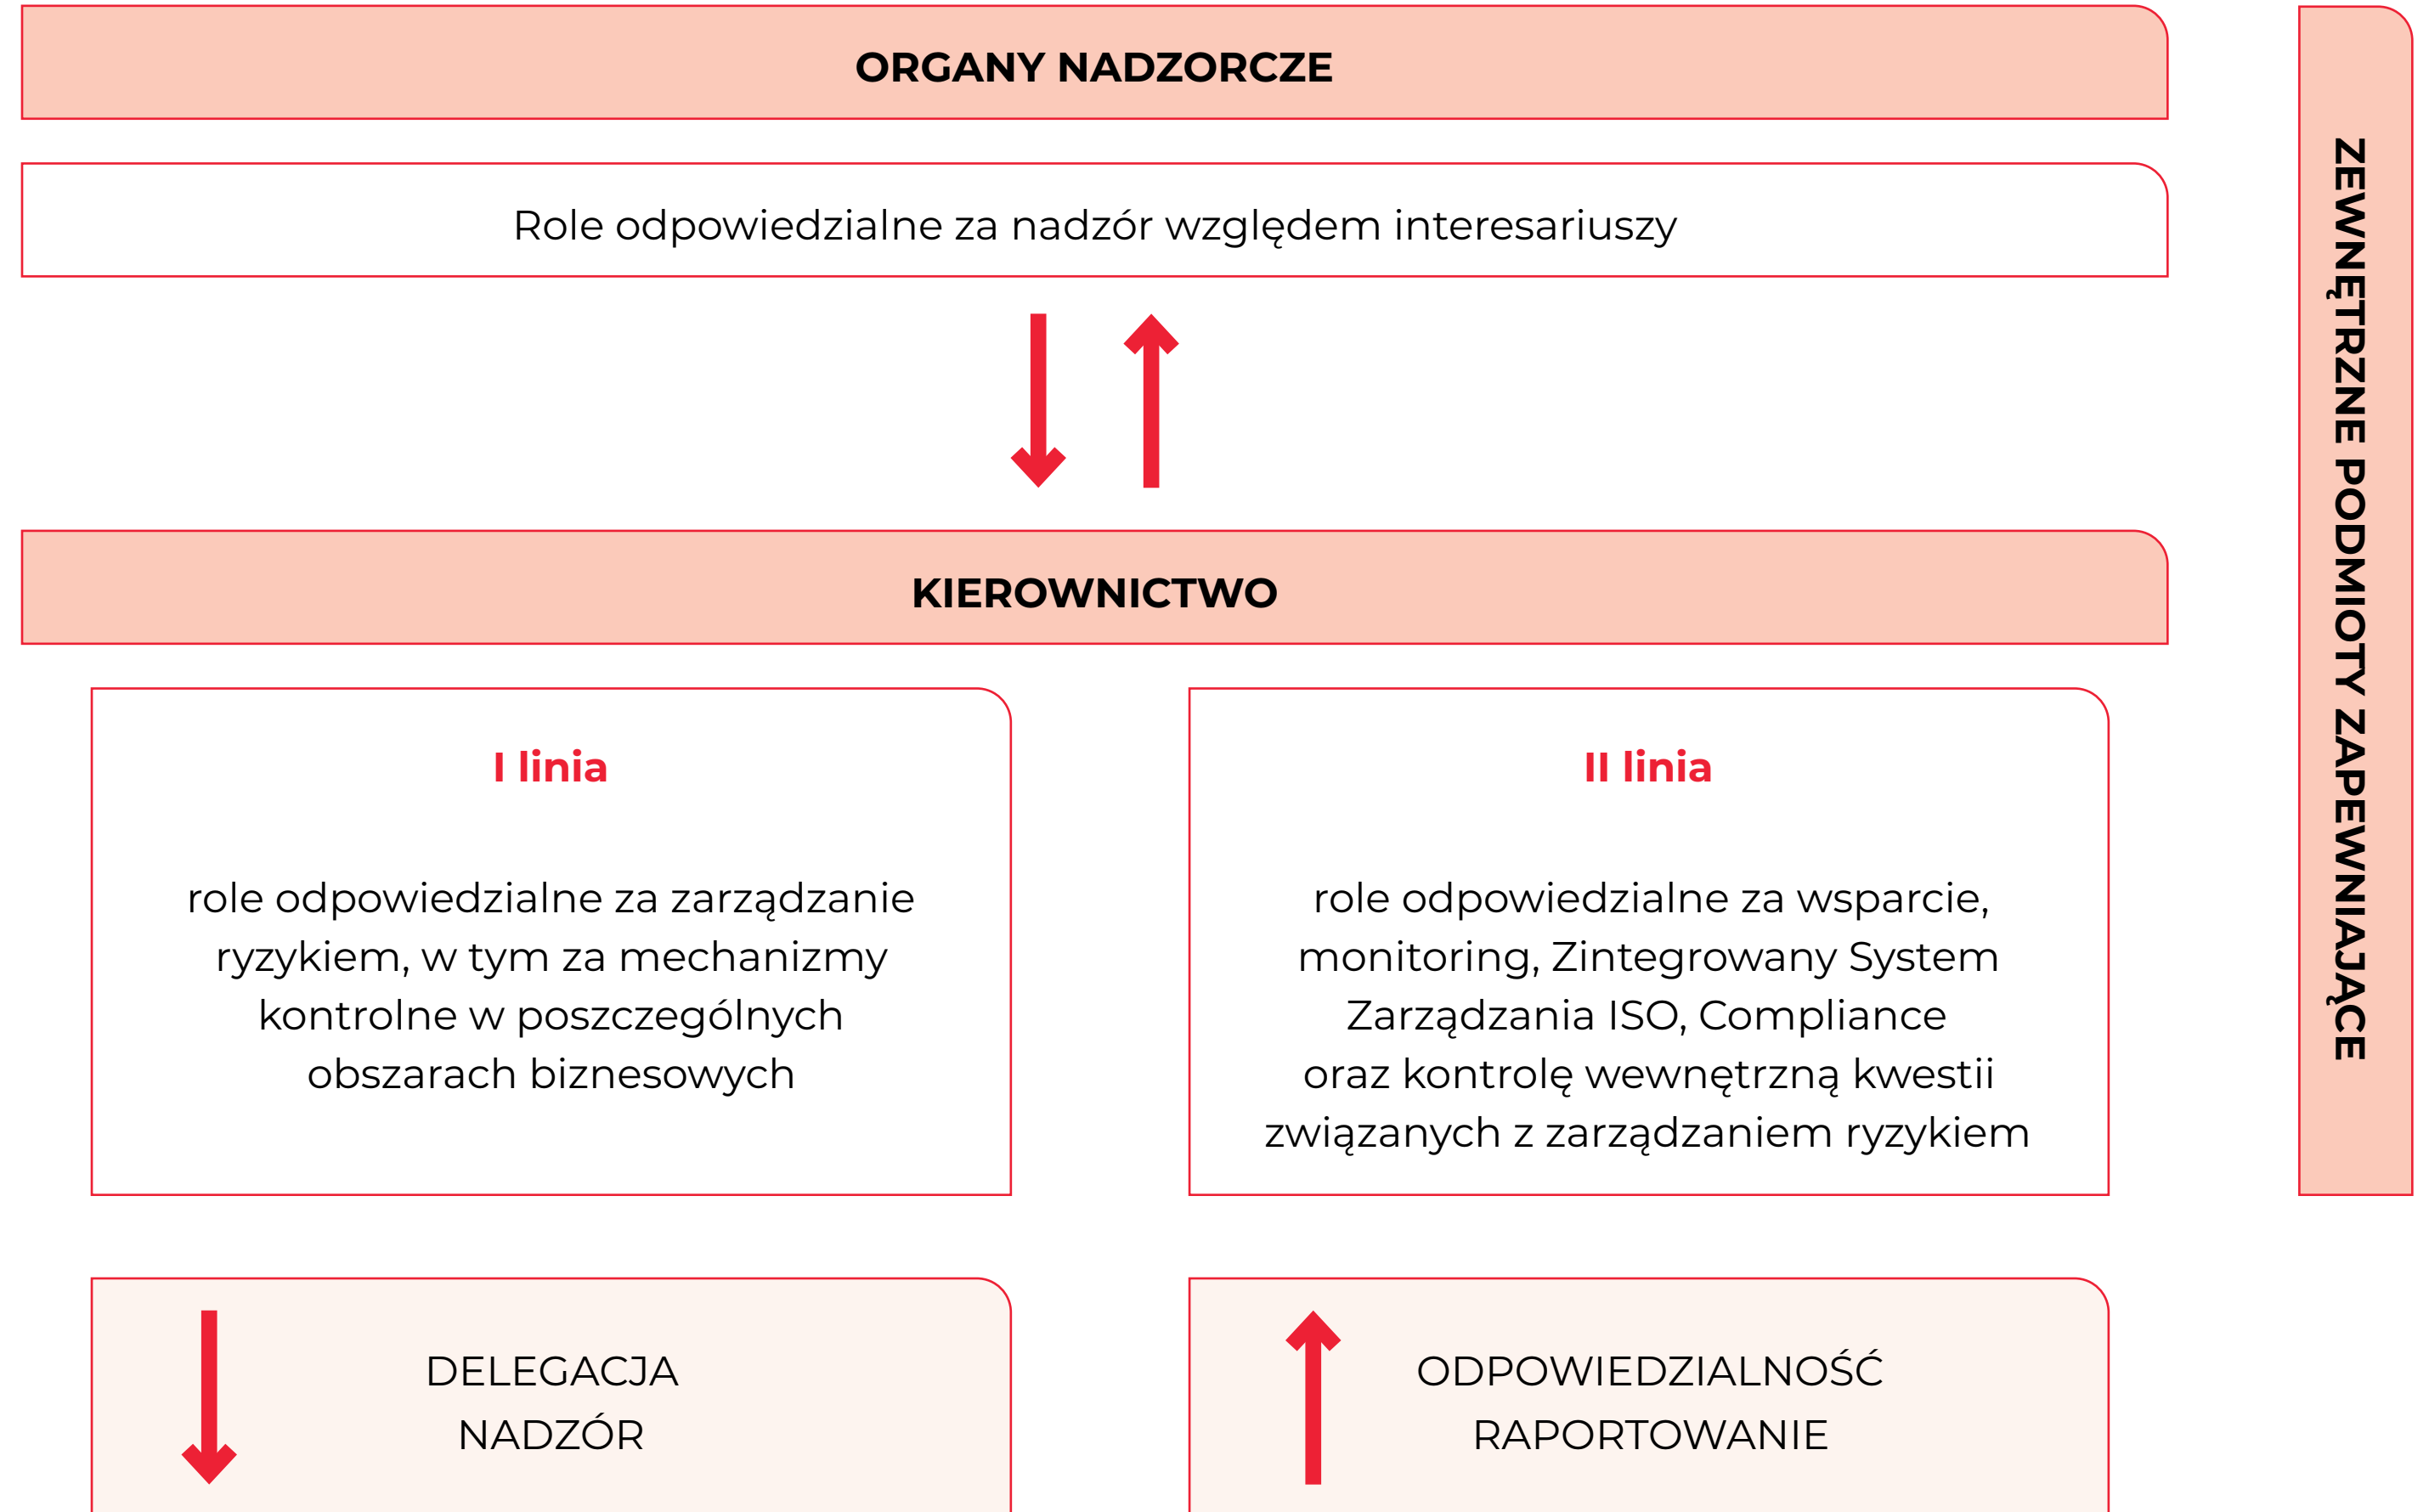 ORGANY NADZORCZE
Role odpowiedzialne za nadzór względem interesariuszy
KIEROWNICTWO
I linia
role odpowiedzialne za zarządzanie
ryzykiem, w tym za mechanizmy
kontrolne w poszczególnych
obszarach biznesowych
II linia
role odpowiedzialne za wsparcie,
monitoring, Zintegrowany System
Zarządzania ISO, Compliance
oraz kontrolę wewnętrzną kwestii
związanych z zarządzaniem ryzykiem
DELEGACJA
NADZÓR
ODPOWIEDZIALNOŚĆ
RAPORTOWANIE
ZEWNĘTRZNE PODMIOTY ZAPEWNIAJĄCE